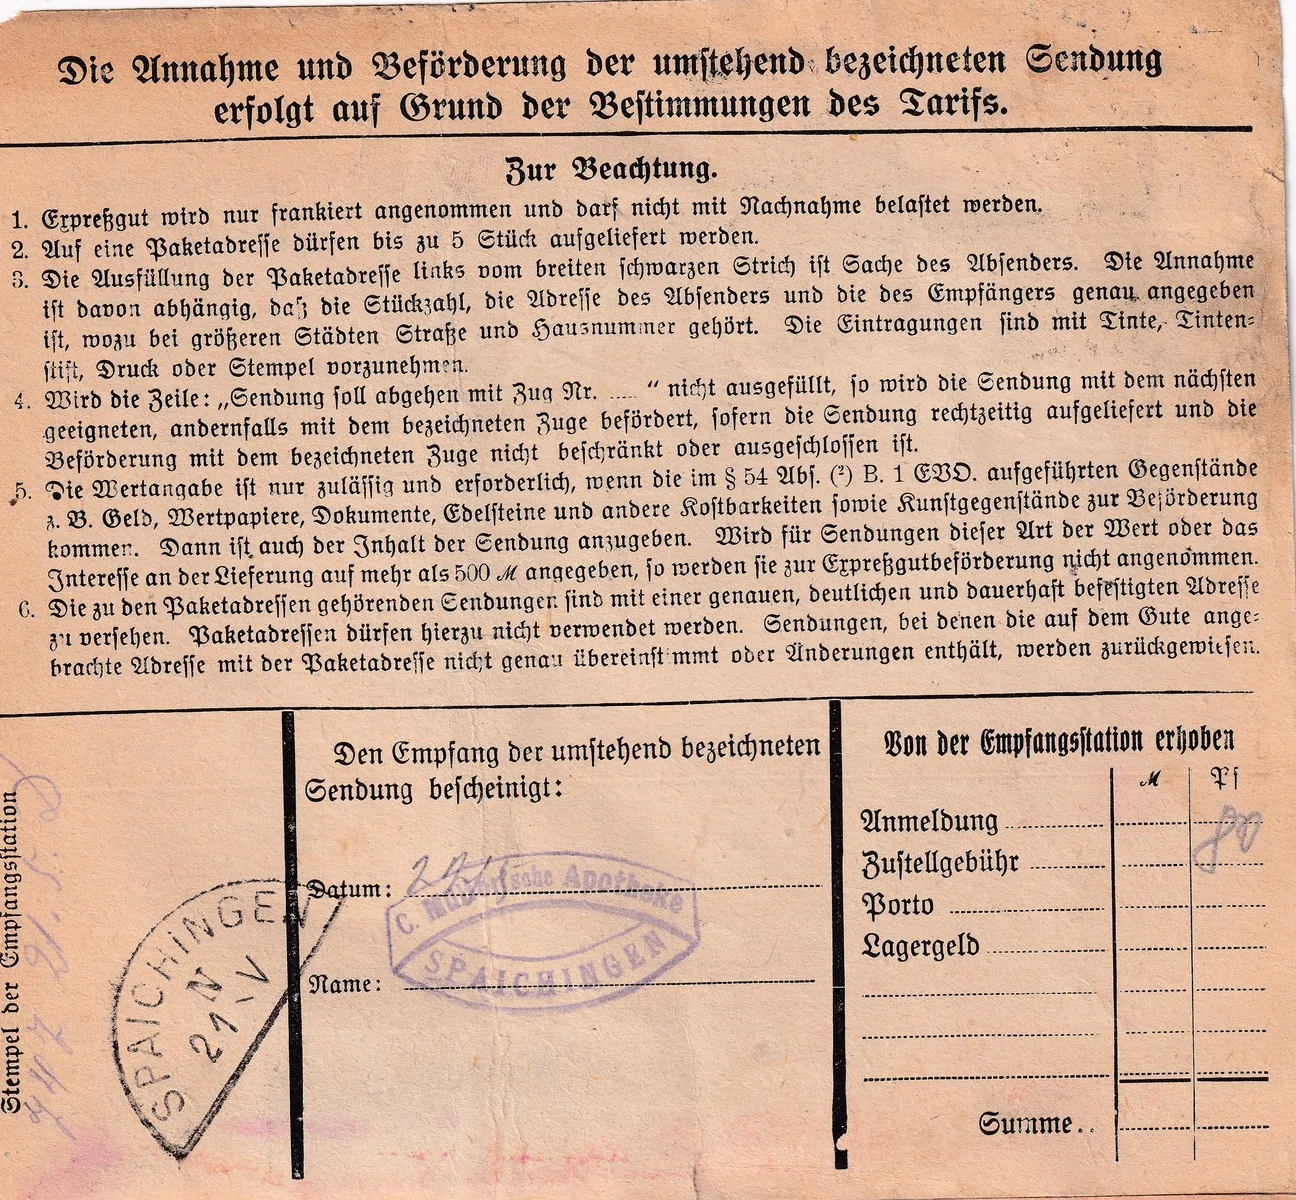 Die Annahme und Beförderung der umstehend bezeichneten Sendung
erfolgt auf Grund der Bestimmungen des Tarifs.
Zur Beachtung.
1. Expreßgut wird nur frankiert angenommen und darf nicht mit Nachnahme belastet werden.
2. Auf eine Paketadresse dürfen bis zu 5 Stück aufgeliefert werden.
3. Die Ausfüllung der Paketadresse links vom breiten schwarzen Strich ist Sache des Absenders. Die Annahme
ist davon abhängig, daß die Stückzahl, die Adresse des Absenders und die des Empfängers genau angegeben
ist, wozu bei größeren Städten Straße und Hausnummer gehört. Die Eintragungen sind mit Tinte, Tinten-
stift, Druck oder Stempel vorzunehmen.
4. Wird die Zeile: „Sendung soll abgehen mit Zug Nr. ..... “ nicht ausgefüllt, so wird die Sendung mit dem nächsten
geeigneten, andernfalls mit dem bezeichneten Zuge befördert, sofern die Sendung rechtzeitig aufgeliefert und die
Beförderung mit dem bezeichneten Zuge nicht beschränkt oder ausgeschlossen ist.
5. Die Wertangabe ist nur zulässig und erforderlich, wenn die im § 54 Abs. (²) B. 1 EVO. aufgeführten Gegenstände
z. B. Geld, Wertpapiere, Dokumente, Edelsteine und andere Kostbarkeiten sowie Kunstgegenstände zur Beförderung
kommen. Dann ist auch der Inhalt der Sendung anzugeben. Wird für Sendungen dieser Art der Wert oder das
Interesse an der Lieferung auf mehr als 500 M angegeben, so werden sie zur Expreßgutbeförderung nicht angenommen.
6. Die zu den Paketadressen gehörenden Sendungen sind mit einer genauen, deutlichen und dauerhaft befestigten Adresse
zu versehen. Paketadressen dürfen hierzu nicht verwendet werden. Sendungen, bei denen die auf dem Gute ange-
brachte Adresse mit der Paketadresse nicht genau übereinstimmt oder Änderungen enthält, werden zurückgewiesen.
Stempel der Empfangsstation
SPAICHINGEN
N
21 V
Den Empfang der umstehend bezeichneten
Sendung bescheinigt:
Datum:
Apotheke
SPAICHINGEN
Name:
Von der Empfangsstation erhoben
M Pf
Anmeldung
Zustellgebühr
Porto
Lagergeld
Summe